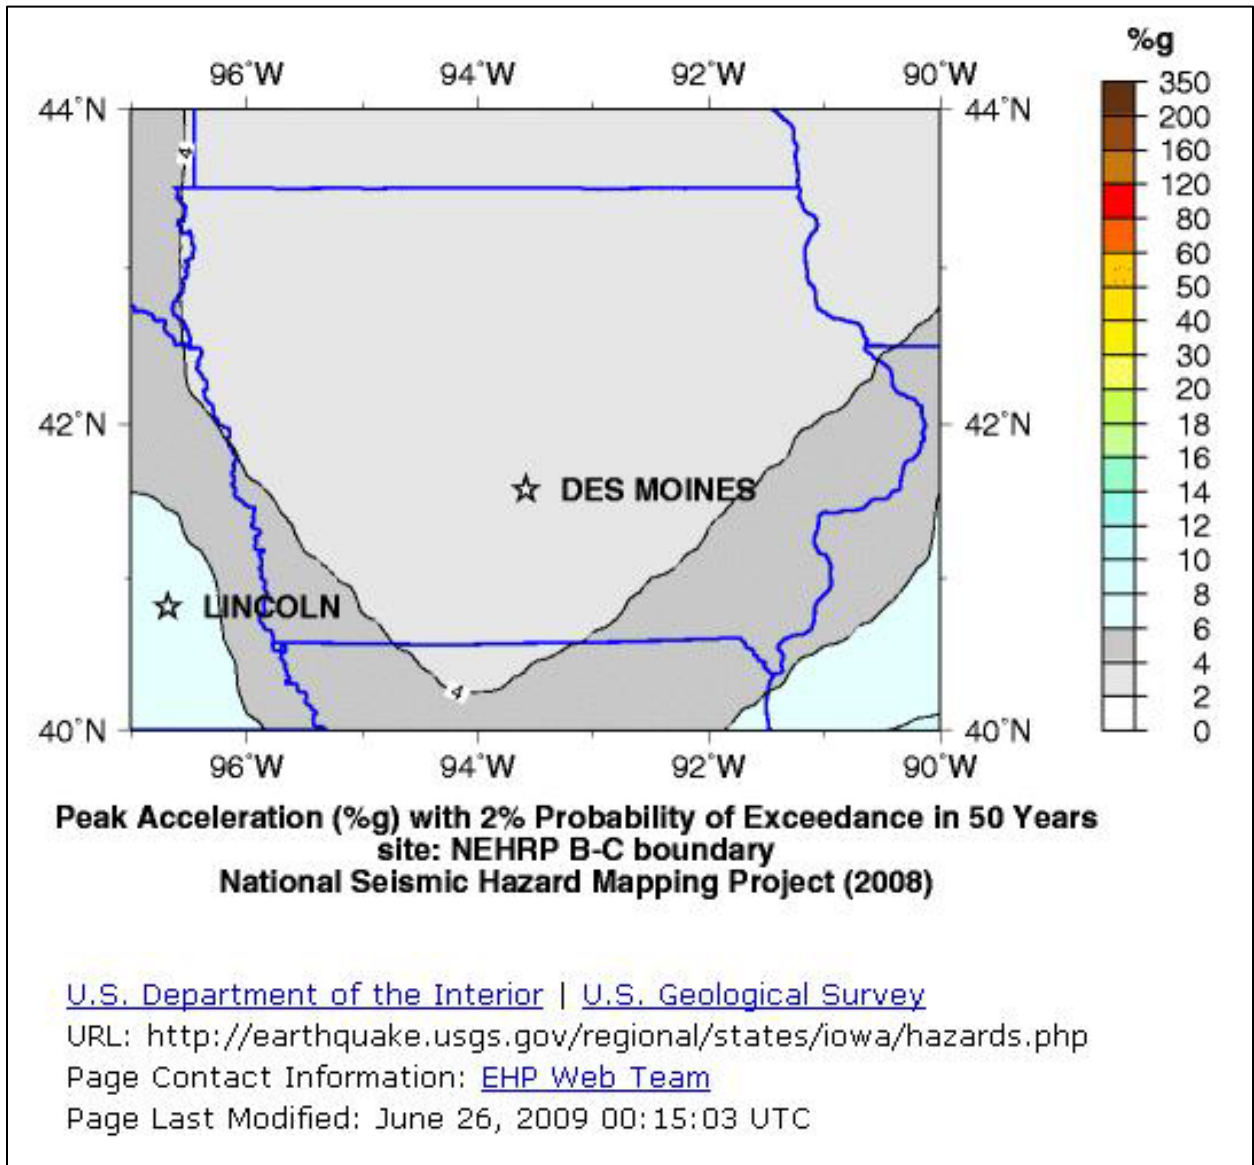 %g
96°W 94°W 92°W 90°W
44°N 44°N
42°N 42°N
40°N 40°N
96°W 94°W 92°W 90°W
4
4
DES MOINES
LINCOLN
350
200
160
120
80
60
50
40
30
20
18
16
14
12
10
8
6
4
2
0
Peak Acceleration (%g) with 2% Probability of Exceedance in 50 Years
site: NEHRP B-C boundary
National Seismic Hazard Mapping Project (2008)
U.S. Department of the Interior | U.S. Geological Survey
URL: http://earthquake.usgs.gov/regional/states/iowa/hazards.php
Page Contact Information: EHP Web Team
Page Last Modified: June 26, 2009 00:15:03 UTC